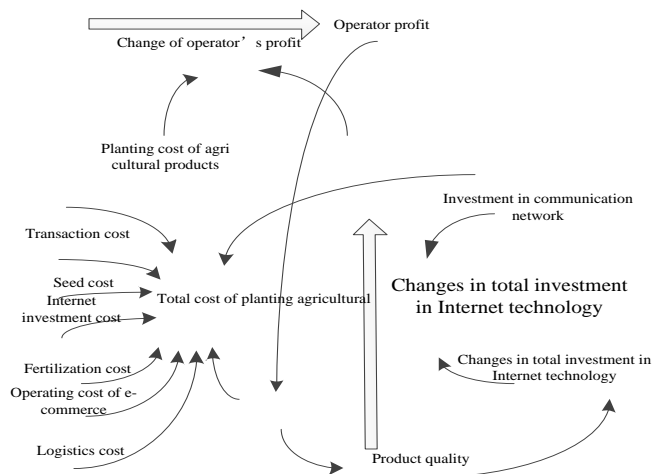 Operator profit
Change of operator’s profit
Planting cost of agri
cultural products
Investment in communication
network
Transaction cost
Seed cost
Internet
investment cost
Total cost of planting agricultural
Changes in total investment
in Internet technology
Fertilization cost
Operating cost of e-
commerce
Changes in total investment in
Internet technology
Logistics cost
Product quality